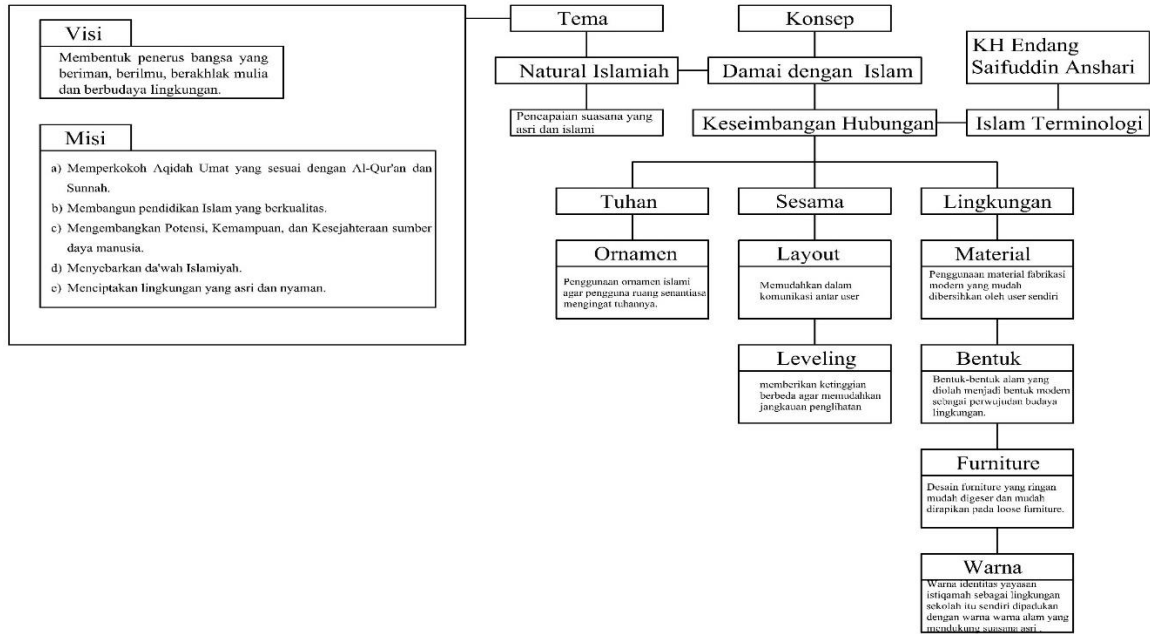 Visi
Membentuk penerus bangsa yang
beriman, berilmu, berakhlak mulia
dan berbudaya lingkungan.
Misi
a) Memperkokoh Aqidah Umat yang sesuai dengan Al-Qur'an dan
Sunnah.
b) Membangun pendidikan Islam yang berkualitas.
c) Mengembangkan Potensi, Kemampuan, dan Kesejahteraan sumber
daya manusia.
d) Menyebarkan da'wah Islamiyah.
e) Menciptakan lingkungan yang asri dan nyaman.
Tema
Natural Islamiah
Pencapaian suasana yang
asri dan islami
Konsep
Damai dengan Islam
Keseimbangan Hubungan
KH Endang
Saifuddin Anshari
Islam Terminologi
Tuhan
Ornamen
Penggunaan ornamen islami
agar pengguna ruang senantiasa
mengingat tuhannya.
Sesama
Layout
Memudahkan dalam
komunikasi antar user
Leveling
memberikan ketinggian
berbeda agar memudahkan
jangkauan penglihatan
Lingkungan
Material
Penggunaan material fabrikasi
modern yang mudah
dibersihkan oleh user sendiri
Bentuk
Bentuk-bentuk alam yang
diolah menjadi bentuk modern
sebagai perwujudan budaya
lingkungan.
Furniture
Desain furniture yang ringan
mudah digeser dan mudah
dirapikan pada loose furniture.
Warna
Warna identitas yayasan
istiqamah sebagai lingkungan
sekolah itu sendiri dipadukan
dengan warna warna alam yang
mendukung suasana asri .